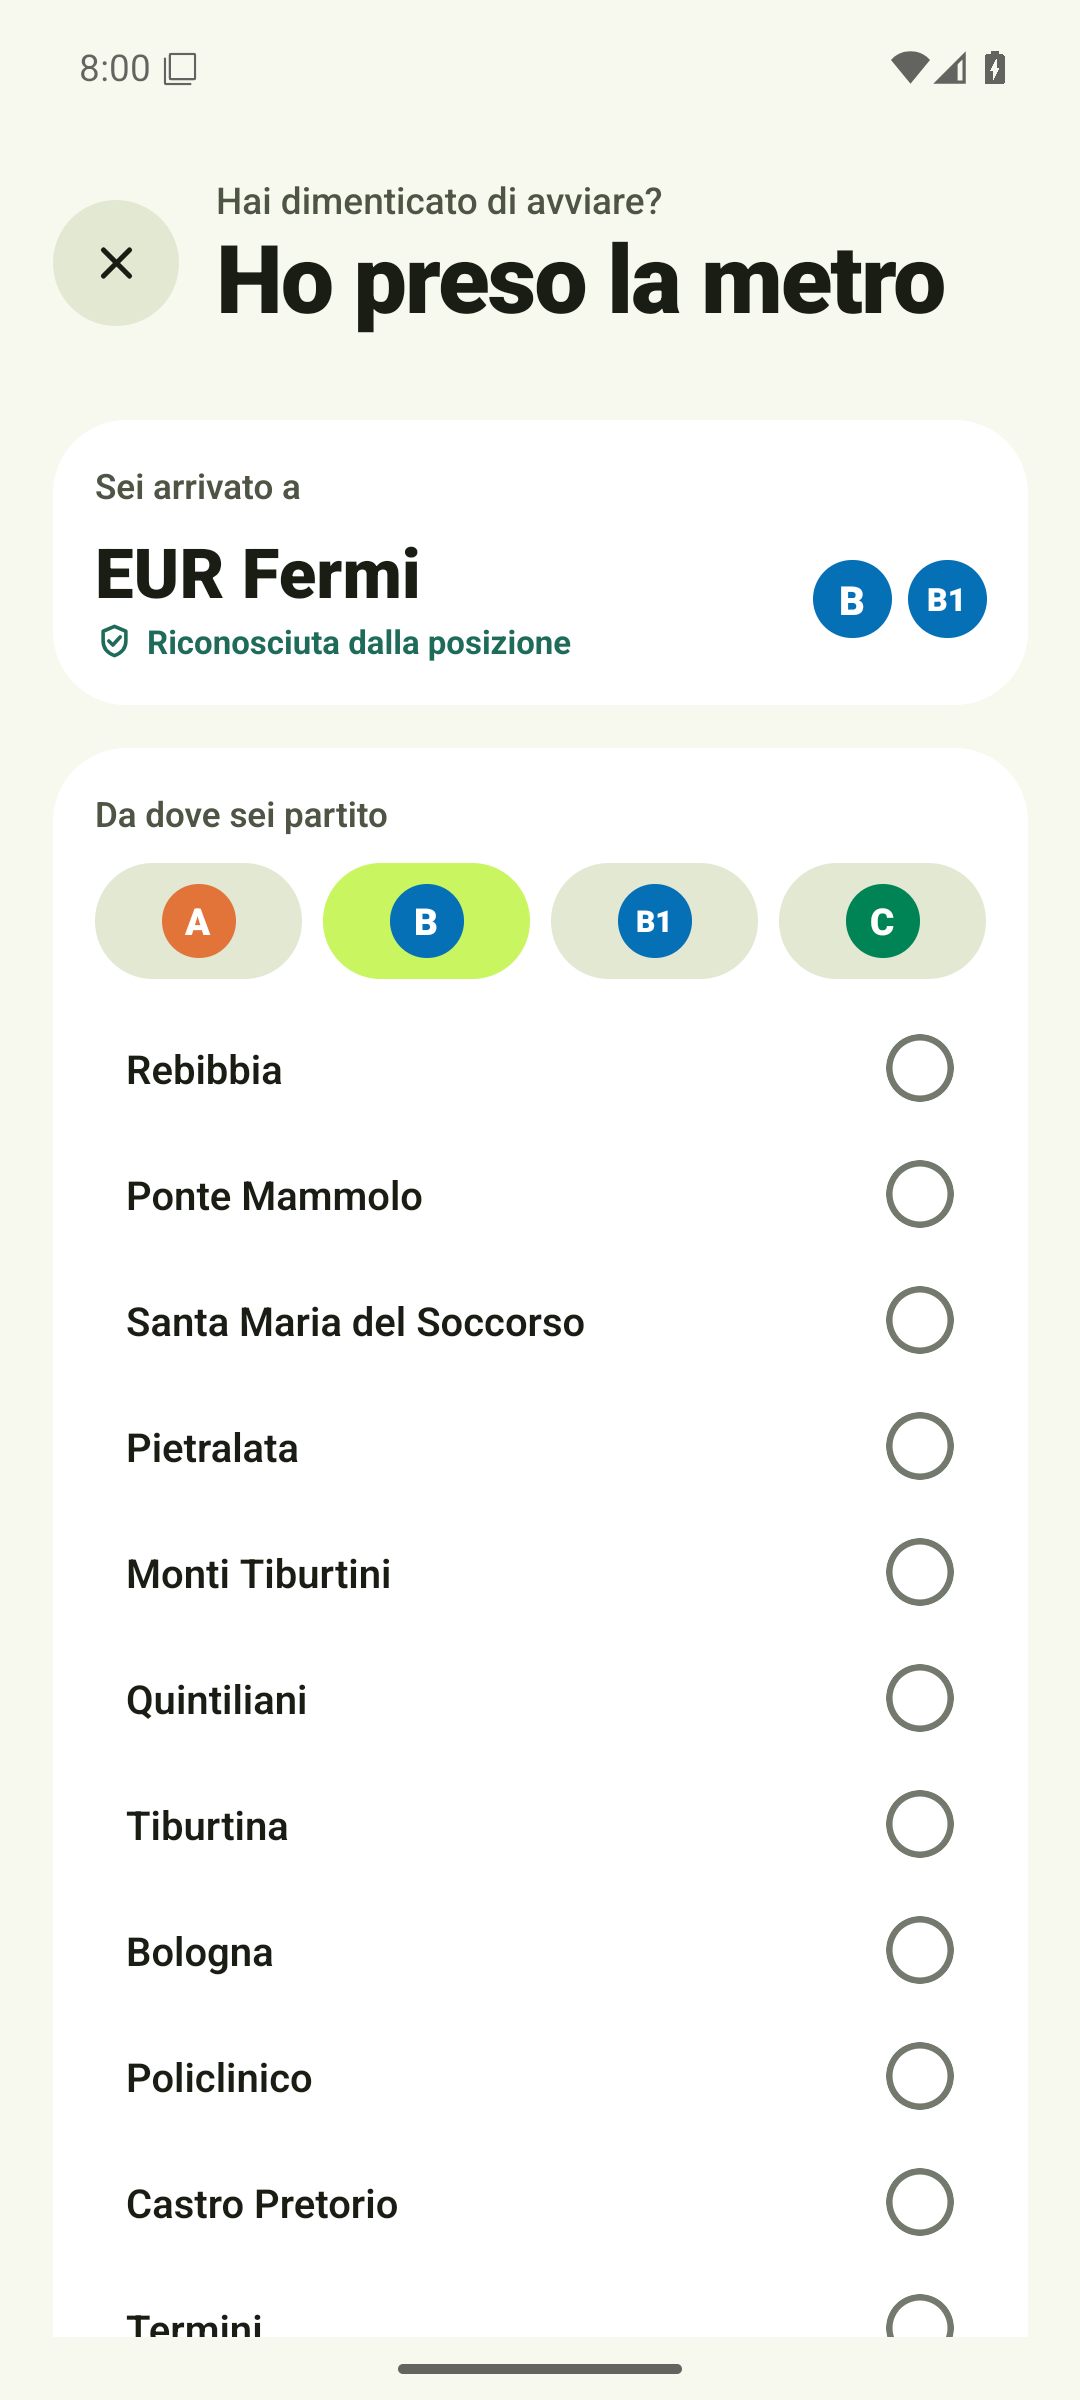 8:00
Hai dimenticato di avviare?
Ho preso la metro
Sei arrivato a
EUR Fermi
B B1
Riconosciuta dalla posizione
Da dove sei partito
A B B1 C
Rebibbia
Ponte Mammolo
Santa Maria del Soccorso
Pietralata
Monti Tiburtini
Quintiliani
Tiburtina
Bologna
Policlinico
Castro Pretorio
Termini